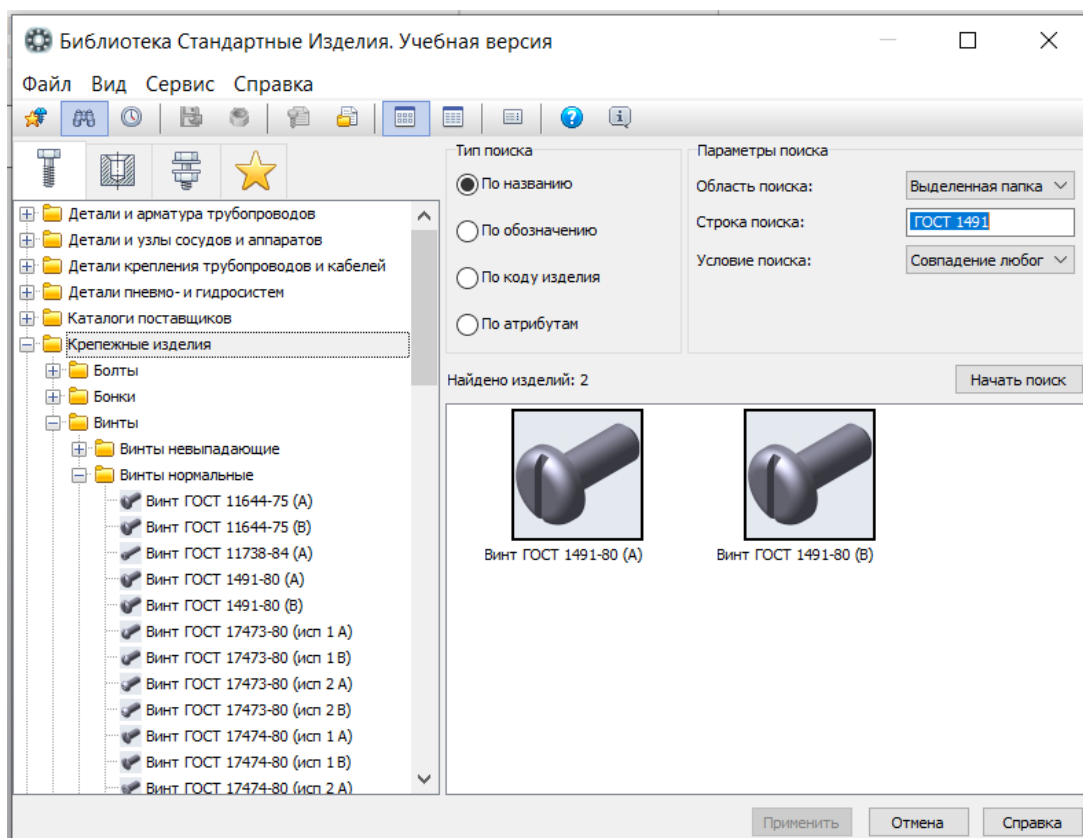 Библиотека Стандартные Изделия. Учебная версия
Файл Вид Сервис Справка
Детали и арматура трубопроводов
Детали и узлы сосудов и аппаратов
Детали крепления трубопроводов и кабелей
Детали пневмо- и гидросистем
Каталоги поставщиков
Крепежные изделия
Болты
Бонки
Винты
Винты невыпадающие
Винты нормальные
Винт ГОСТ 11644-75 (А)
Винт ГОСТ 11644-75 (В)
Винт ГОСТ 11738-84 (А)
Винт ГОСТ 1491-80 (А)
Винт ГОСТ 1491-80 (В)
Винт ГОСТ 17473-80 (исп 1 А)
Винт ГОСТ 17473-80 (исп 1 В)
Винт ГОСТ 17473-80 (исп 2 А)
Винт ГОСТ 17473-80 (исп 2 В)
Винт ГОСТ 17474-80 (исп 1 А)
Винт ГОСТ 17474-80 (исп 1 В)
Винт ГОСТ 17474-80 (исп 2 А)
Тип поиска
По названию
По обозначению
По коду изделия
По атрибутам
Параметры поиска
Область поиска: Выделенная папка
Строка поиска: ГОСТ 1491
Условие поиска: Совпадение любог
Найдено изделий: 2
Начать поиск
Винт ГОСТ 1491-80 (А)
Винт ГОСТ 1491-80 (В)
Применить
Отмена
Справка